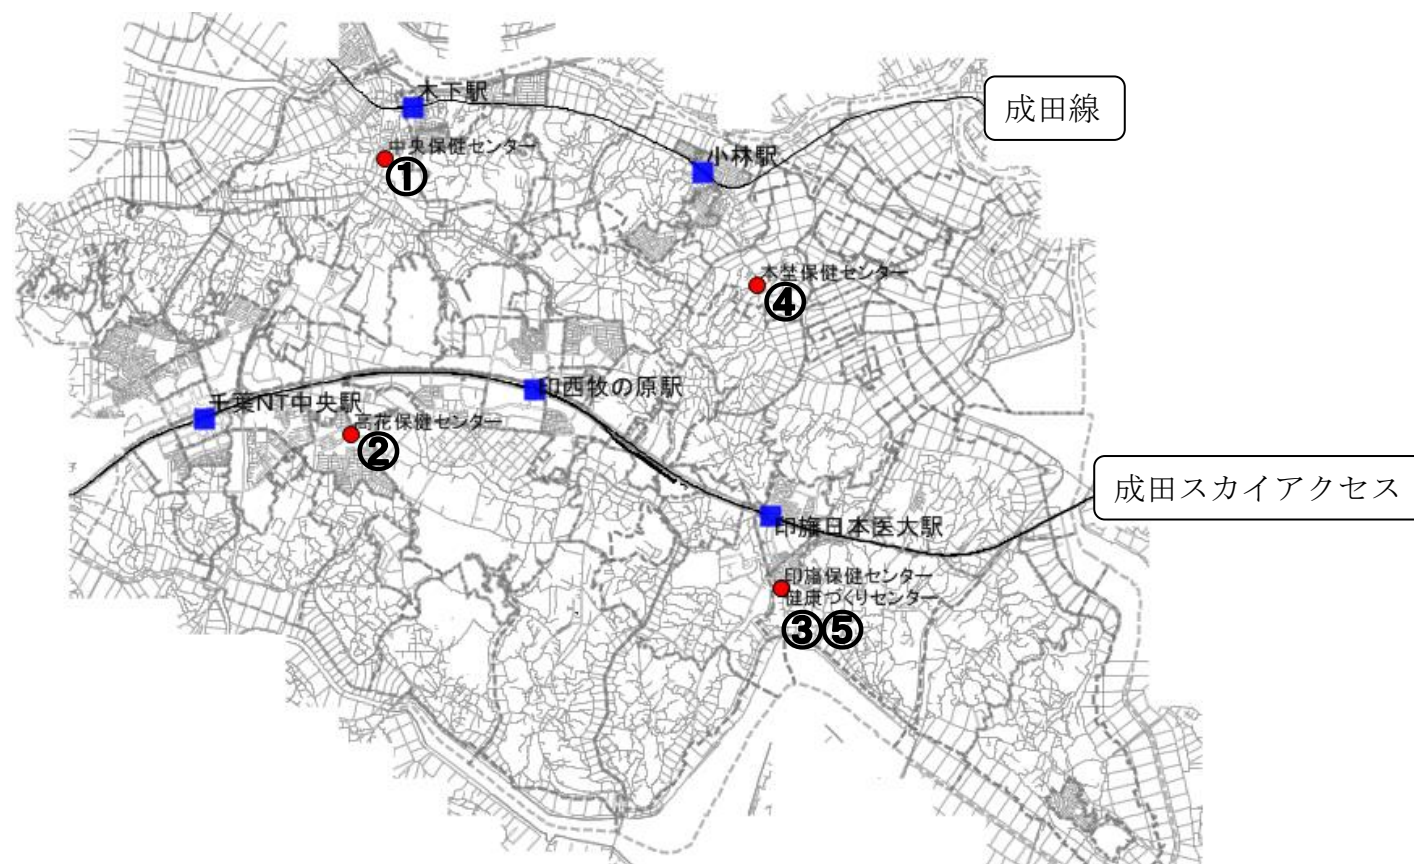 木下駅
成田線
中央保健センター
①
小林駅
本埜保健センター
④
印西牧の原駅
千葉NT中央駅
高花保健センター
②
成田スカイアクセス
印旛日本医大駅
印旛保健センター
健康づくりセンター
③⑤